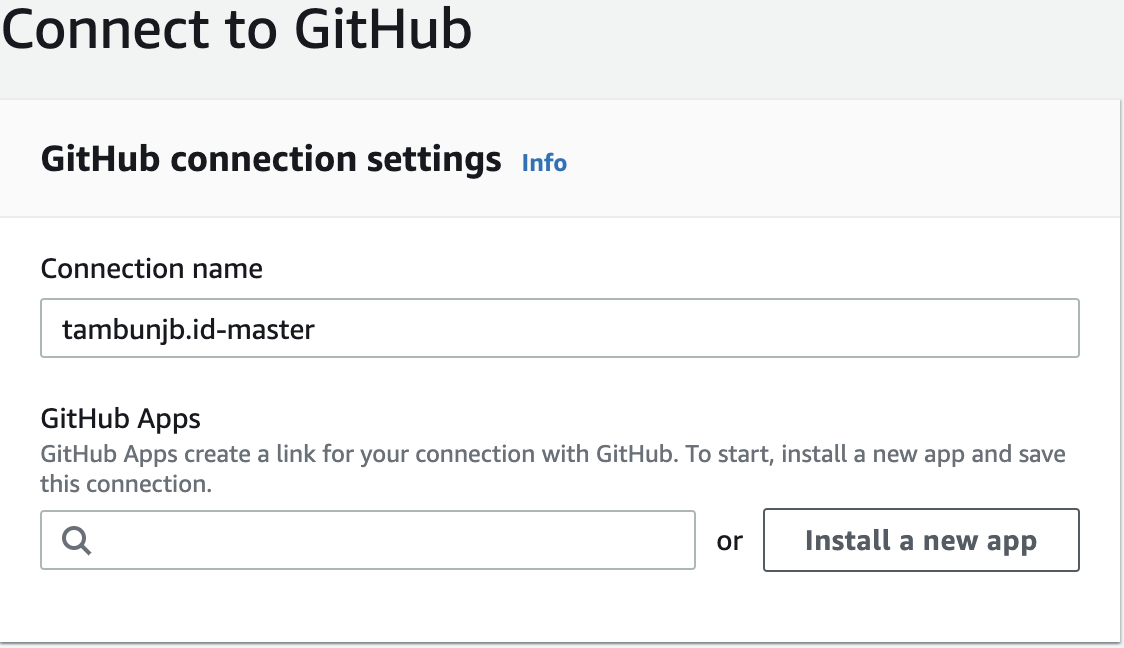 Connect to GitHub
GitHub connection settings Info
Connection name
tambunjb.id-master
GitHub Apps
GitHub Apps create a link for your connection with GitHub. To start, install a new app and save
this connection.
or Install a new app